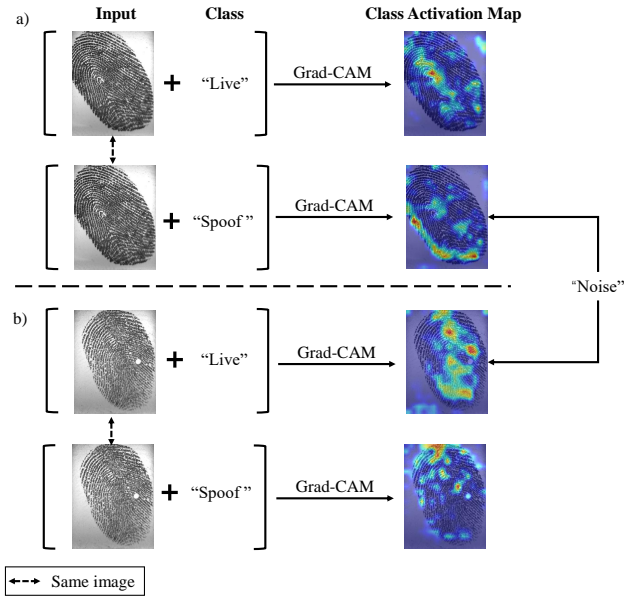 Input Class Class Activation Map
a)
+ “Live” Grad-CAM
+ “Spoof” Grad-CAM
“Noise”
b)
+ “Live” Grad-CAM
+ “Spoof” Grad-CAM
Same image